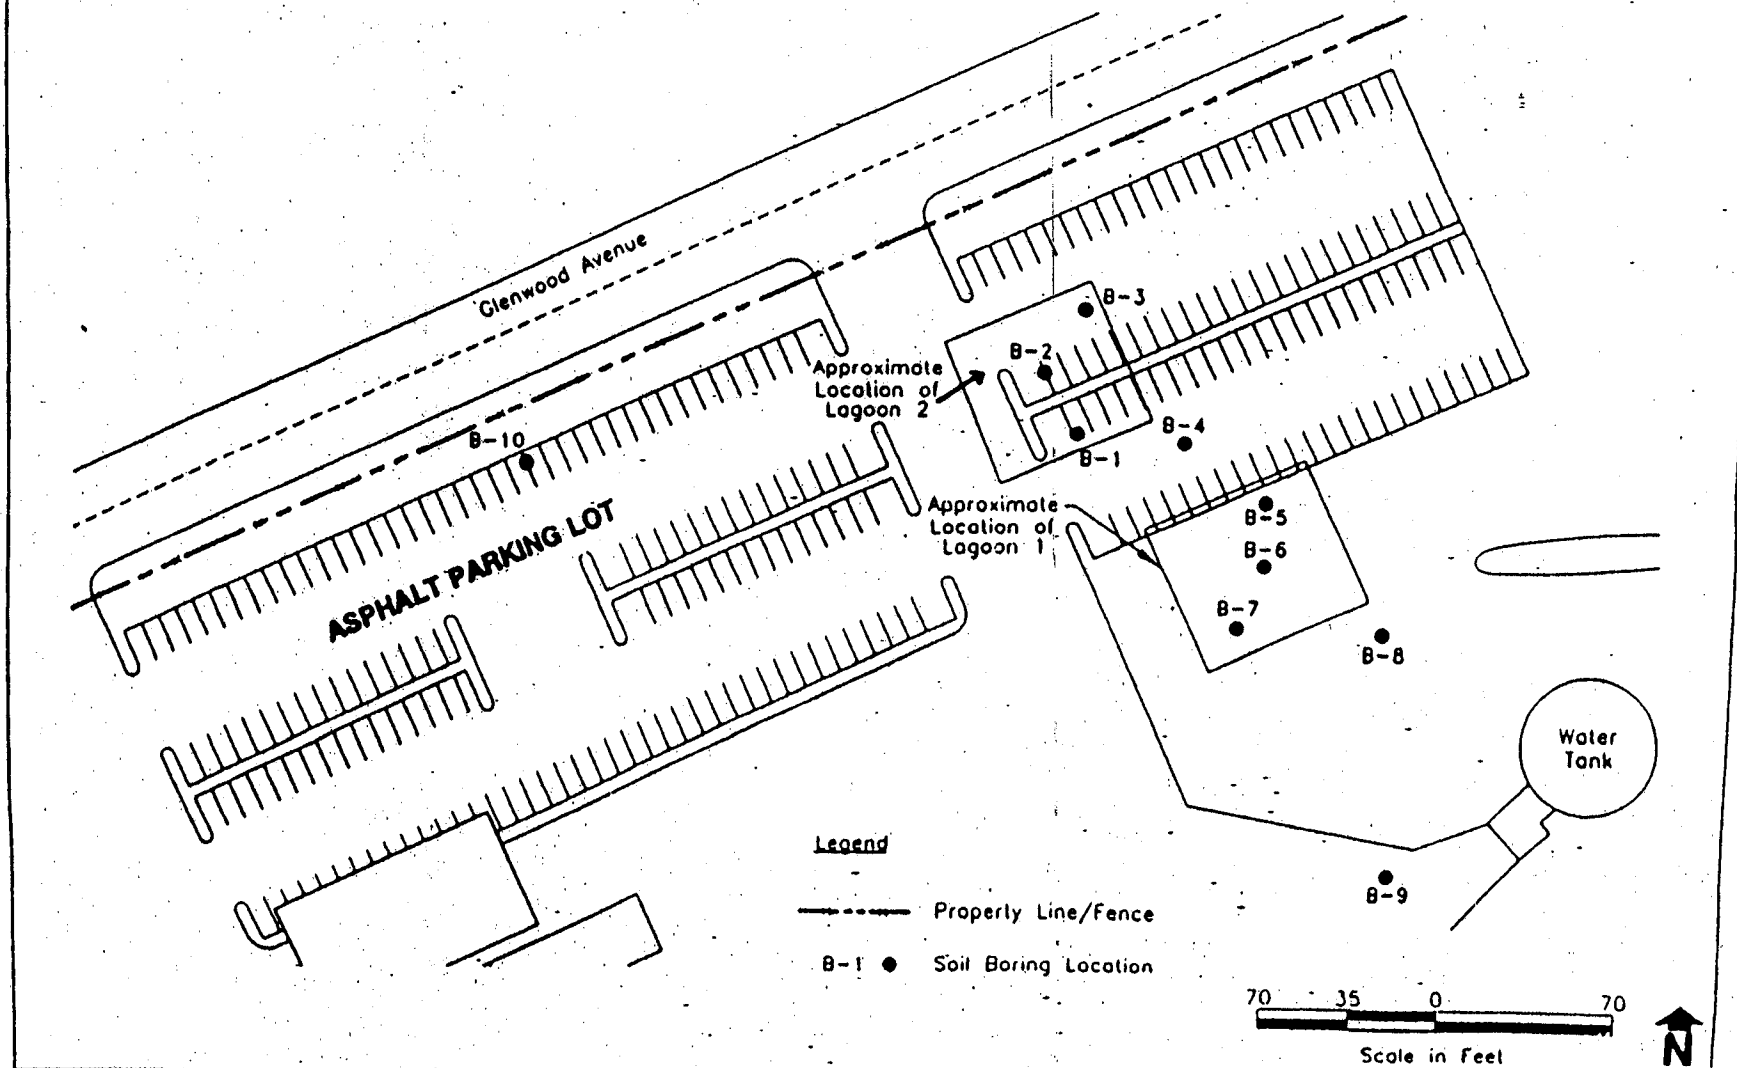 Glenwood Avenue
B-3
B-2
Approximate
Location of
Lagoon 2
B-10
B-4
B-1
ASPHALT PARKING LOT
Approximate
Location of
Lagoon 1
B-5
B-6
B-7
B-8
Water
Tank
Legend
B-9
Property Line/Fence
B-1 Soil Boring Location
70 35 0 70
Scale in Feet
N